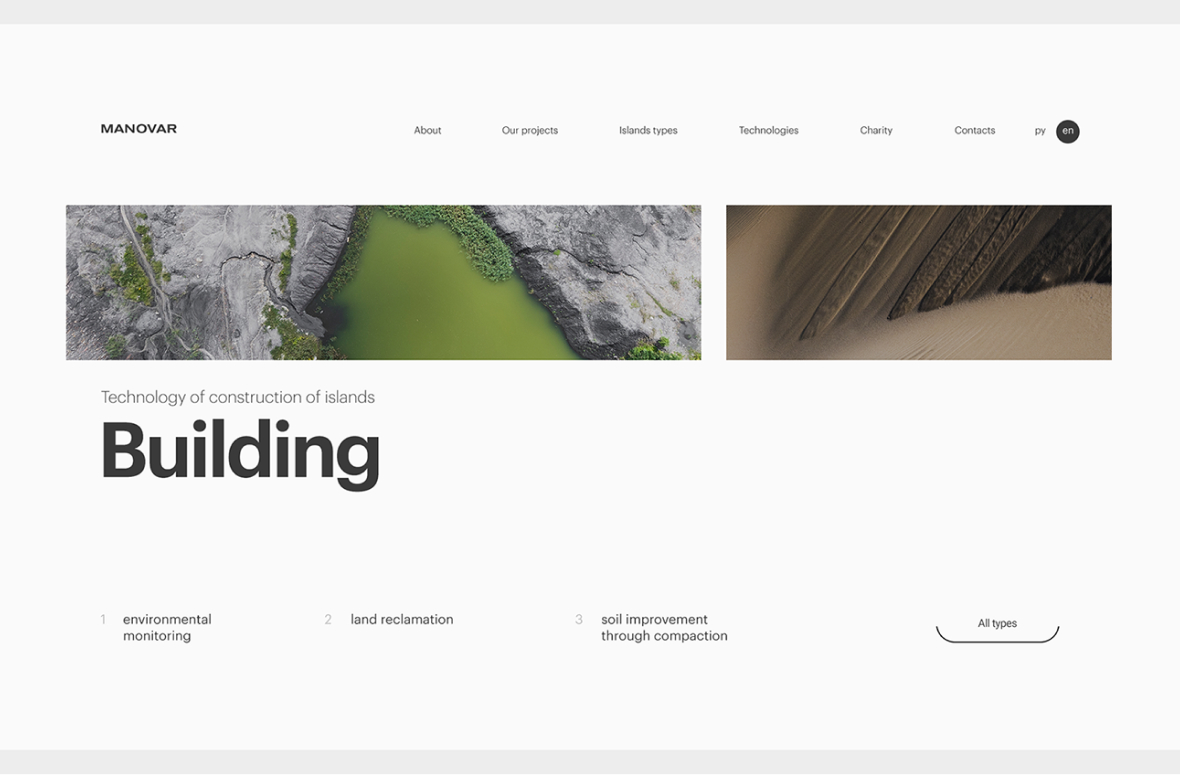 MANOVAR
About
Our projects
Islands types
Technologies
Charity
Contacts
ру
en
Technology of construction of islands
Building
1
environmental
monitoring
2
land reclamation
3
soil improvement
through compaction
All types